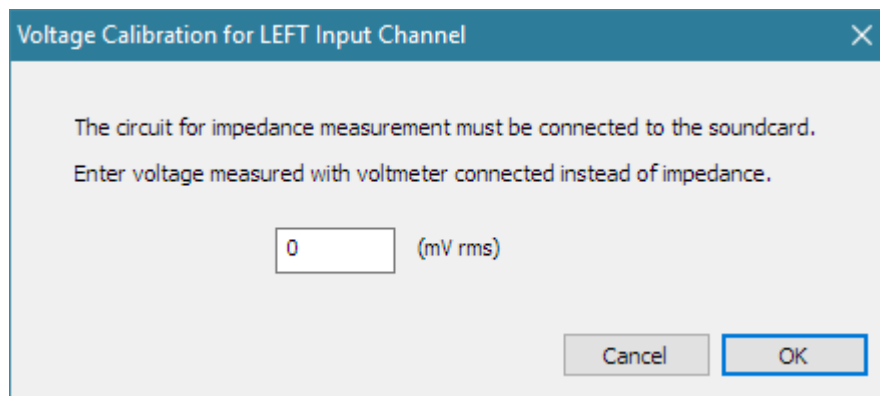 Voltage Calibration for LEFT Input Channel
The circuit for impedance measurement must be connected to the soundcard.
Enter voltage measured with voltmeter connected instead of impedance.
0 (mV rms)
Cancel OK